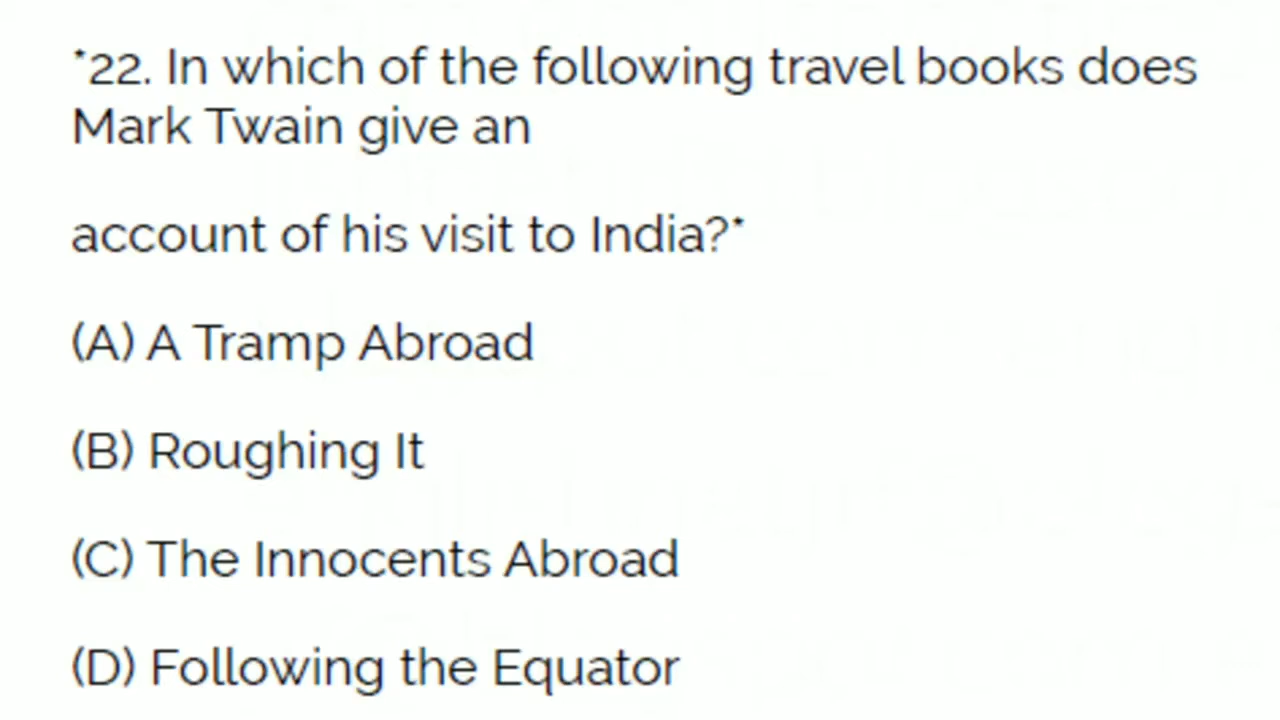 *22. In which of the following travel books does
Mark Twain give an
account of his visit to India?*
(A) A Tramp Abroad
(B) Roughing It
(C) The Innocents Abroad
(D) Following the Equator